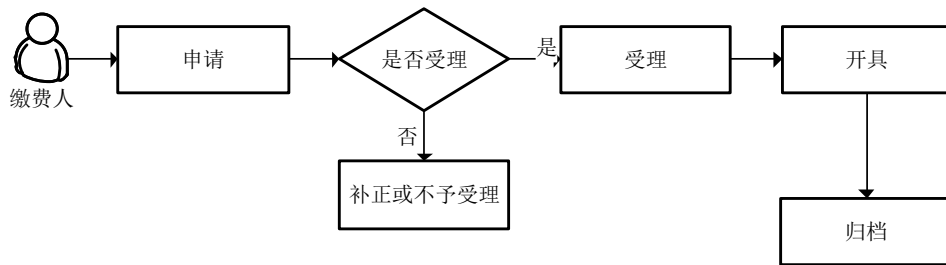 缴费人
申请
是否受理
是
受理
开具
否
补正或不予受理
归档